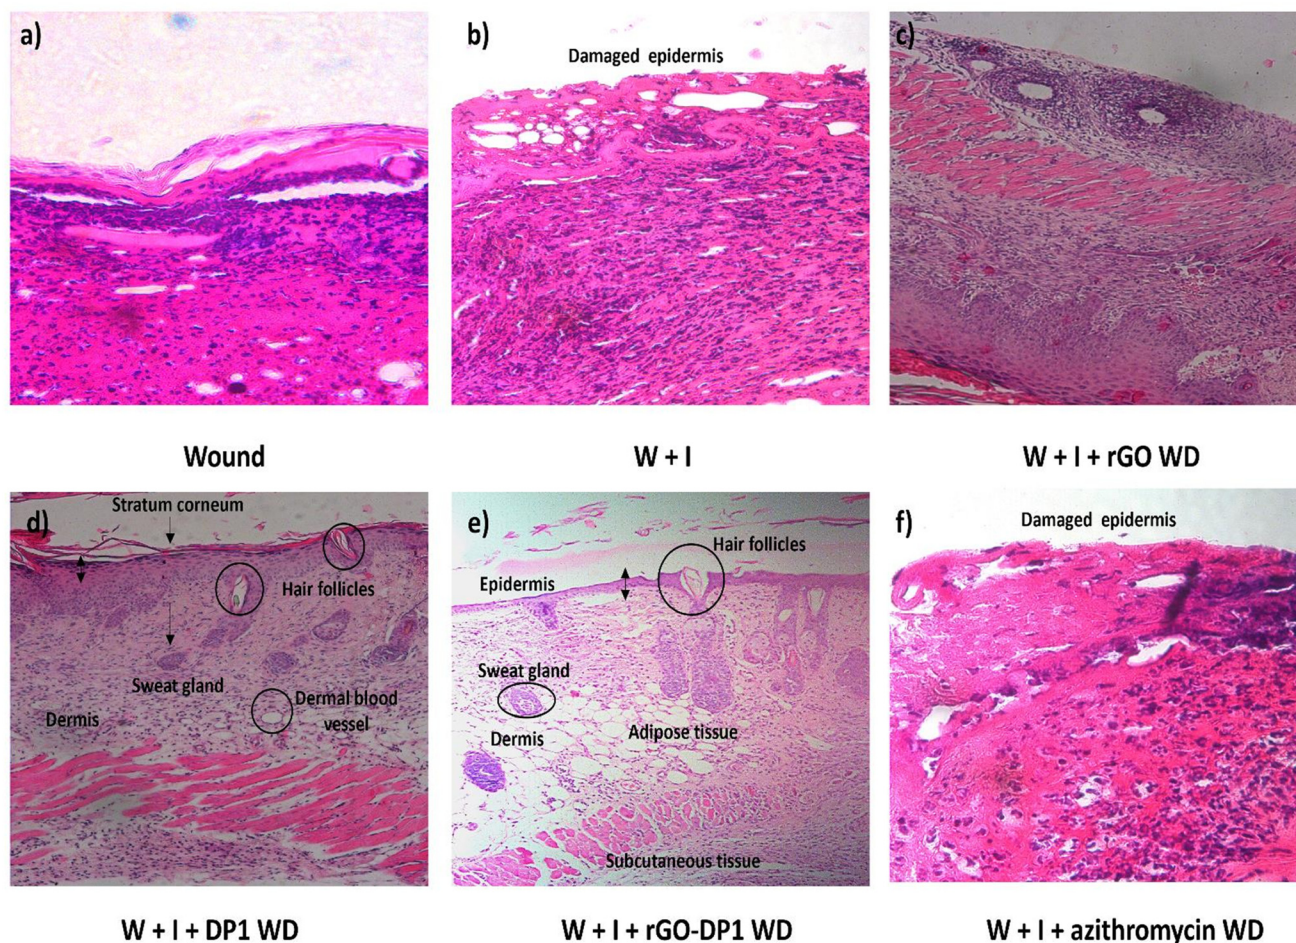 a)
b)
Damaged epidermis
c)
Wound
W + I
W + I + rGO WD
d)
Stratum corneum
Hair follicles
Sweat gland
Dermal blood
vessel
Dermis
e)
Hair follicles
Epidermis
Sweat gland
Dermis
Adipose tissue
Subcutaneous tissue
f)
Damaged epidermis
W + I + DP1 WD
W + I + rGO-DP1 WD
W + I + azithromycin WD